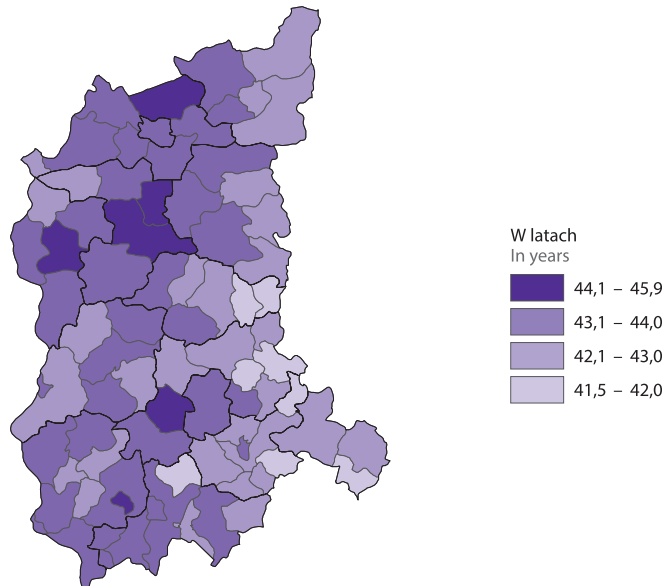 W latach
In years
44,1 – 45,9
43,1 – 44,0
42,1 – 43,0
41,5 – 42,0